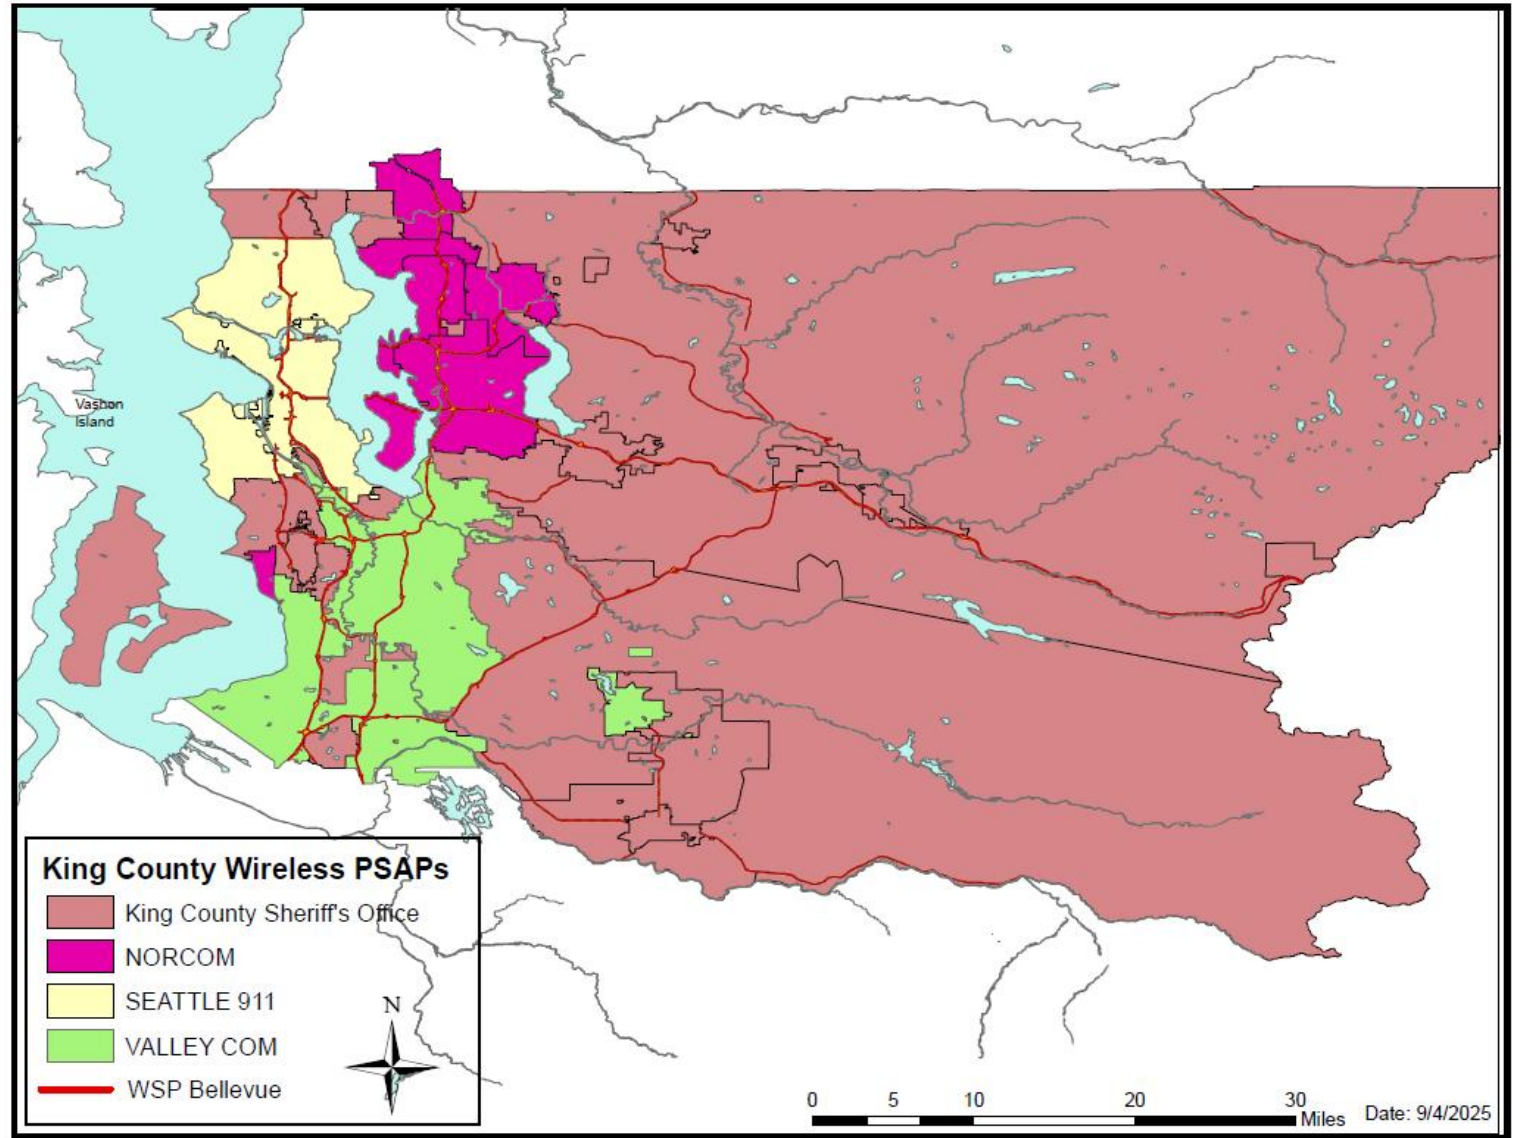 Vashon
Island
King County Wireless PSAPs
King County Sheriff's Office
NORCOM
SEATTLE 911
VALLEY COM
WSP Bellevue
N
0 5 10 20 30
Miles
Date: 9/4/2025